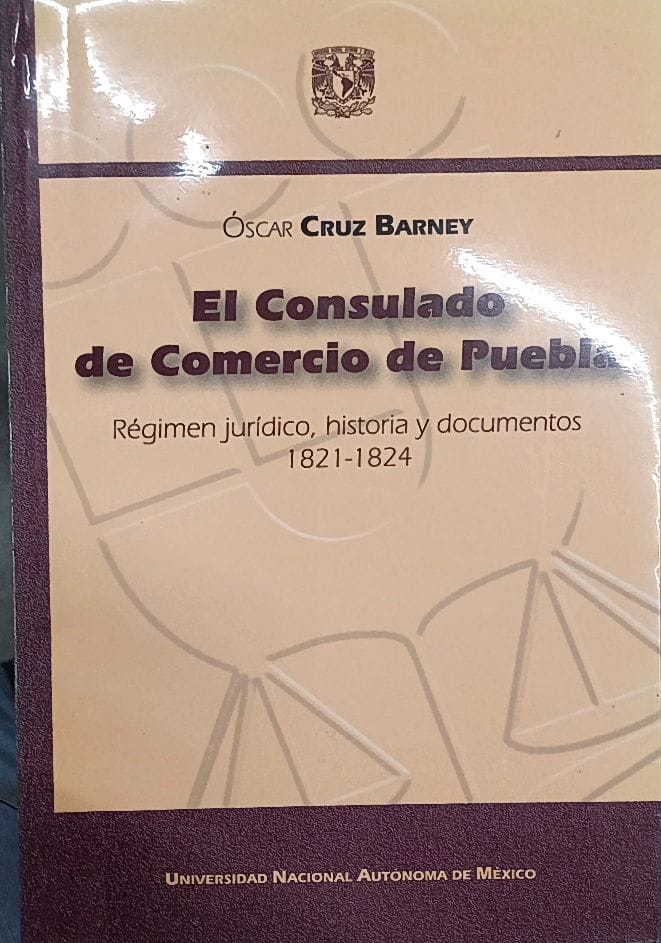 ÓSCAR CRUZ BARNEY
El Consulado
de Comercio de Puebla
Régimen jurídico, historia y documentos
1821-1824
UNIVERSIDAD NACIONAL AUTÓNOMA DE MÉXICO